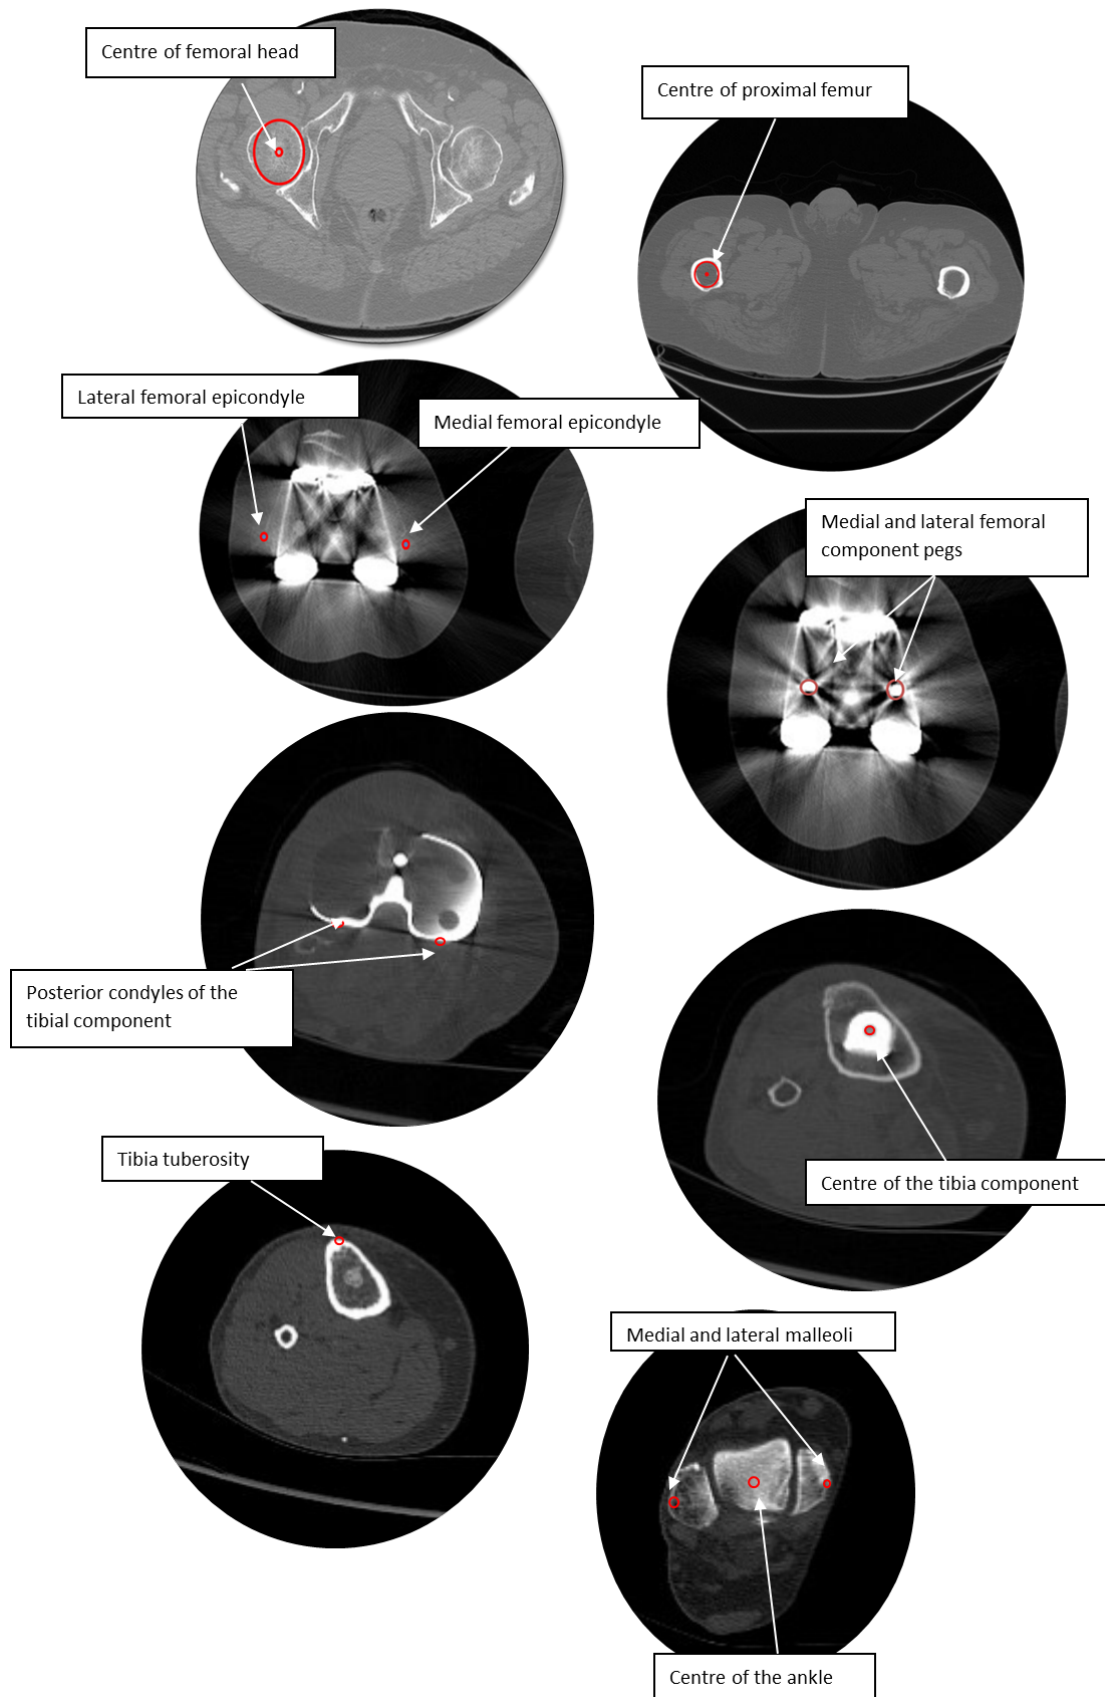 Centre of femoral head
Centre of proximal femur
Lateral femoral epicondyle
Medial femoral epicondyle
Medial and lateral femoral
component pegs
Posterior condyles of the
tibial component
Centre of the tibia component
Tibia tuberosity
Medial and lateral malleoli
Centre of the ankle